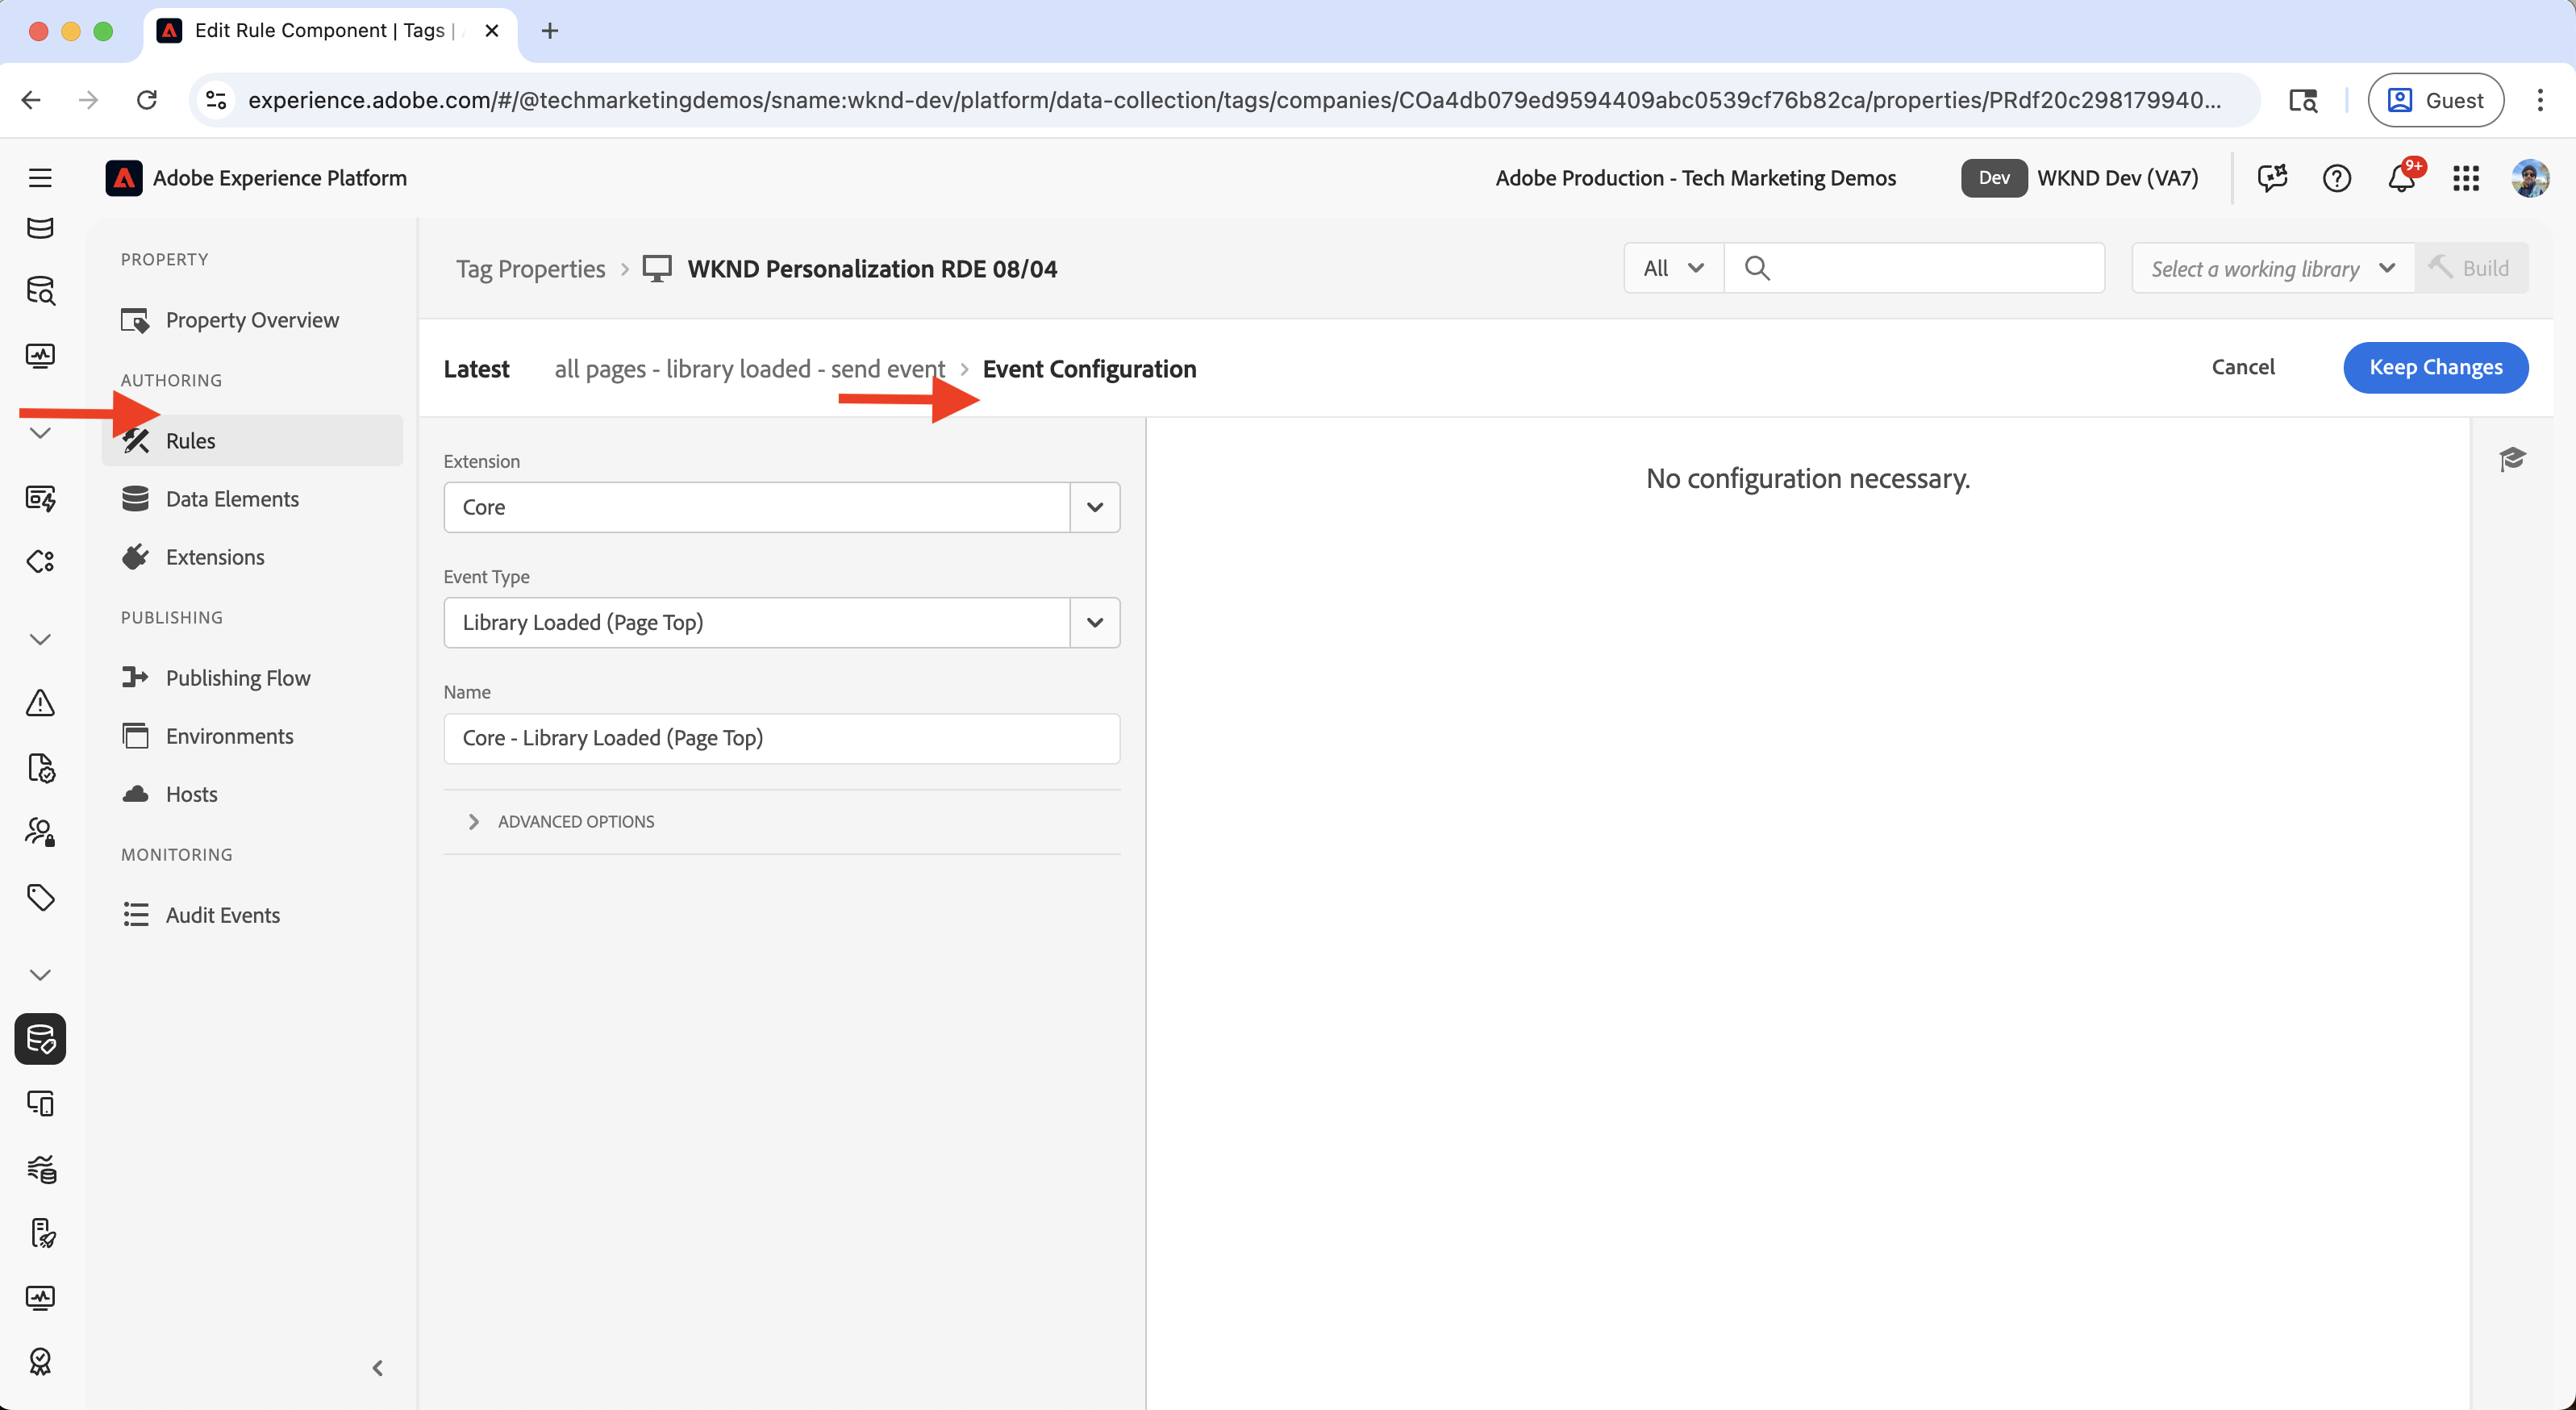 Edit Rule Component | Tags |
experience.adobe.com/#/@techmarketingdemos/sname:wknd-dev/platform/data-collection/tags/companies/COa4db079ed9594409abc0539cf76b82ca/properties/PRdf20c298179940...
Guest
Adobe Experience Platform
Adobe Production - Tech Marketing Demos
Dev
WKND Dev (VA7)
9+
PROPERTY
Property Overview
AUTHORING
Rules
Data Elements
Extensions
PUBLISHING
Publishing Flow
Environments
Hosts
MONITORING
Audit Events
Tag Properties
WKND Personalization RDE 08/04
All
Select a working library
Build
Latest
all pages - library loaded - send event
Event Configuration
Cancel
Keep Changes
Extension
Core
Event Type
Library Loaded (Page Top)
Name
Core - Library Loaded (Page Top)
ADVANCED OPTIONS
No configuration necessary.